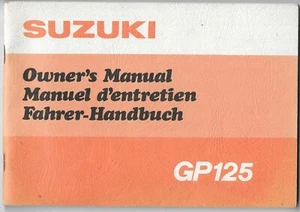 SUZUKI
Owner's Manual
Manuel d'entretien
Fahrer-Handbuch
GP125